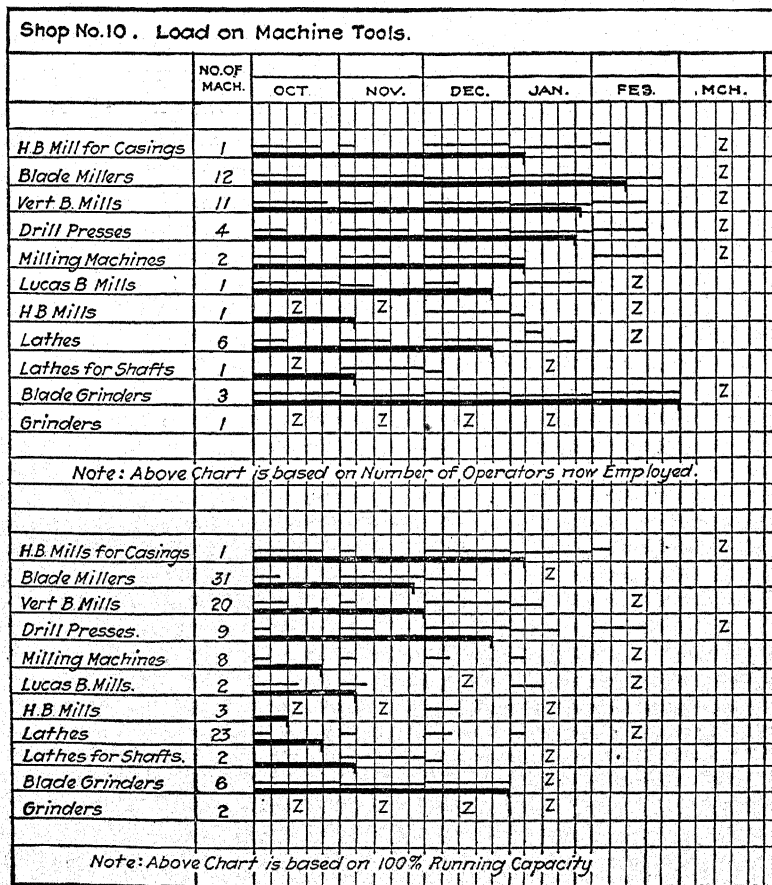 Shop No.10. Load on Machine Tools.
NO.OF MACH. OCT. NOV. DEC. JAN. FEB. MCH.
H.B Mill for Casings 1 Z
Blade Millers 12 Z
Vert B. Mills 11 Z
Drill Presses 4 Z
Milling Machines 2 Z
Lucas B Mills 1 Z
H.B Mills 1 Z Z Z
Lathes 6 Z
Lathes for Shafts 1 Z Z
Blade Grinders 3 Z
Grinders 1 Z Z Z Z
Note: Above Chart is based on Number of Operators now Employed.
H.B. Mills for Casings 1 Z
Blade Millers 31 Z
Vert B. Mills 20 Z
Drill Presses. 9 Z
Milling Machines 8 Z
Lucas B. Mills. 2 Z Z
H.B Mills 3 Z Z Z
Lathes 23 Z
Lathes for Shafts. 2 Z
Blade Grinders 6 Z
Grinders 2 Z Z Z Z
Note: Above Chart is based on 100% Running Capacity